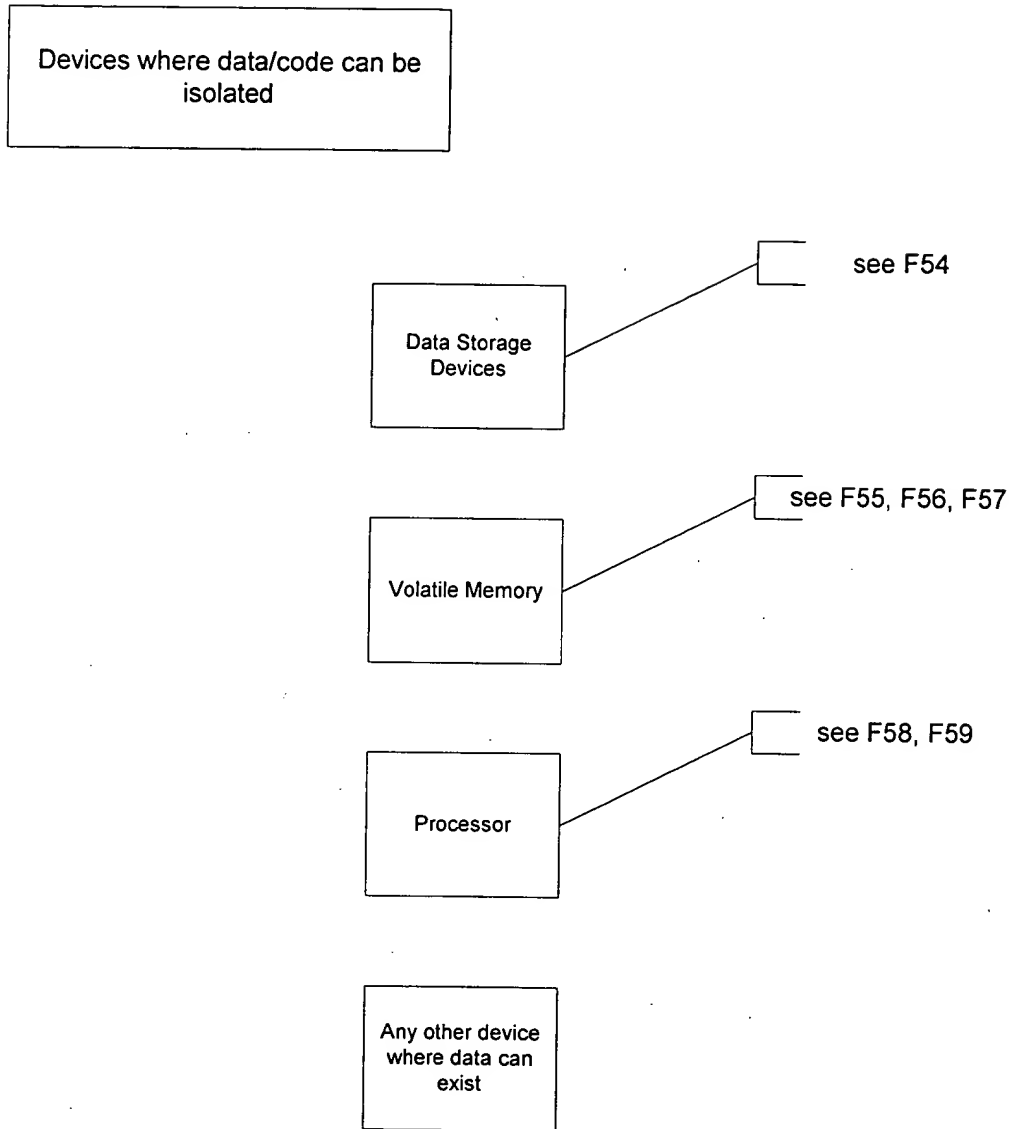 Devices where data/code can be
isolated
see F54
Data Storage
Devices
see F55, F56, F57
Volatile Memory
see F58, F59
Processor
Any other device
where data can
exist